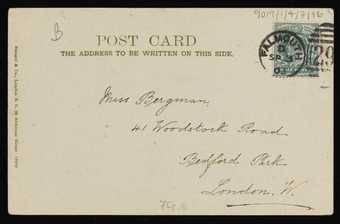 POST CARD
THE ADDRESS TO BE WRITTEN ON THIS SIDE.
FALMOUTH
Miss Bergman,
41 Woodstock Road
Bedford Park
London. W.